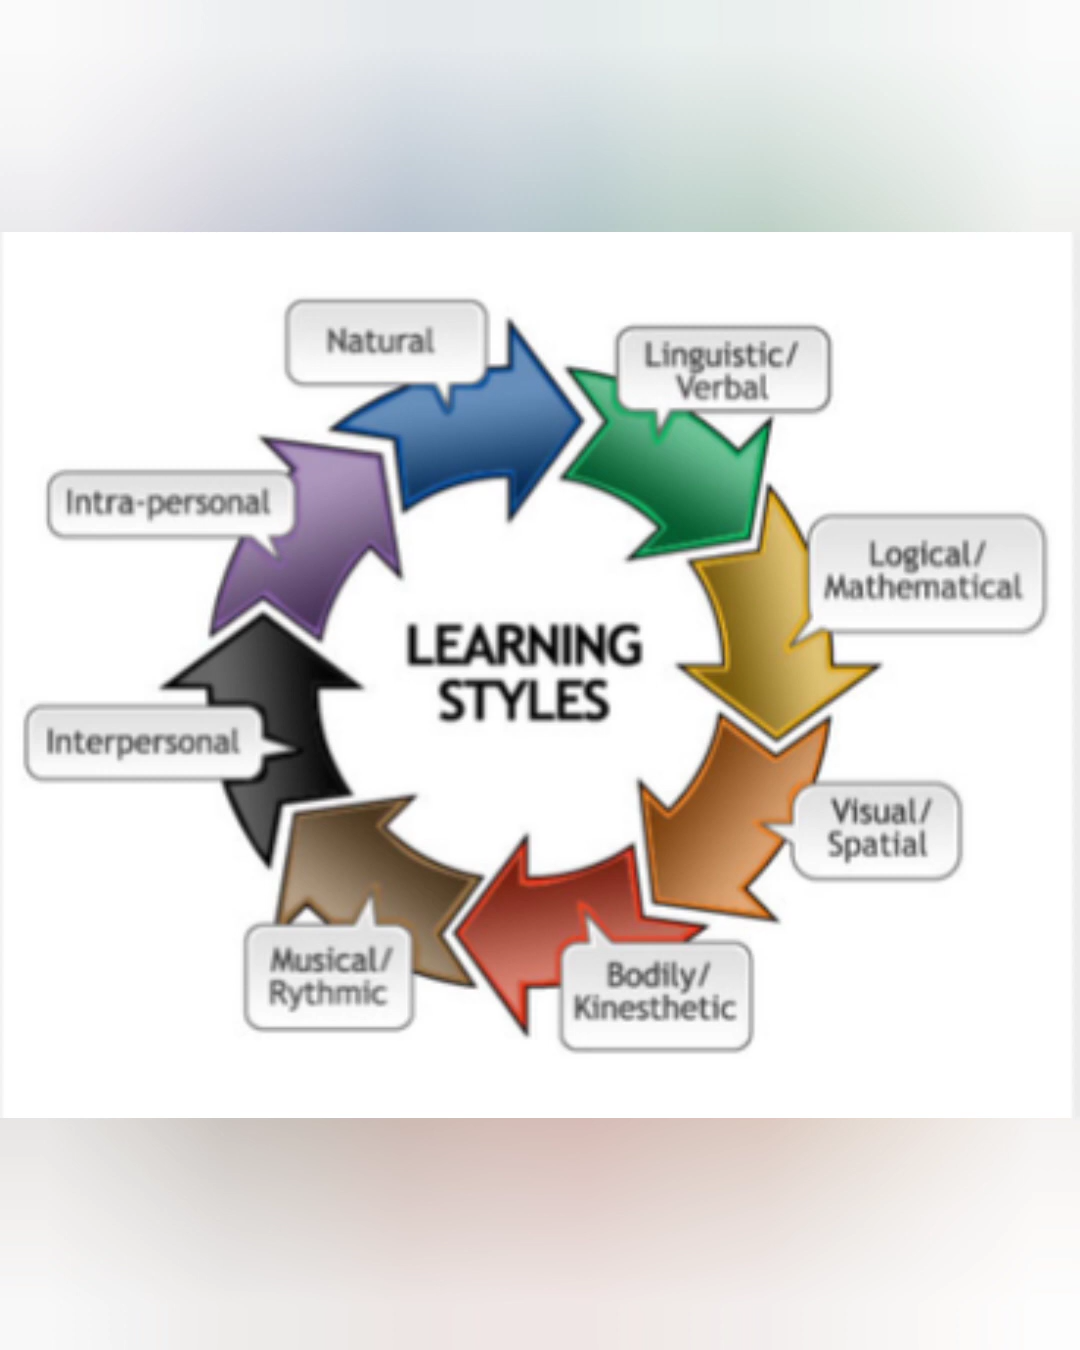 Natural
Linguistic/
Verbal
Logical/
Mathematical
Visual/
Spatial
Bodily/
Kinesthetic
Musical/
Rythmic
Interpersonal
Intra-personal
LEARNING
STYLES